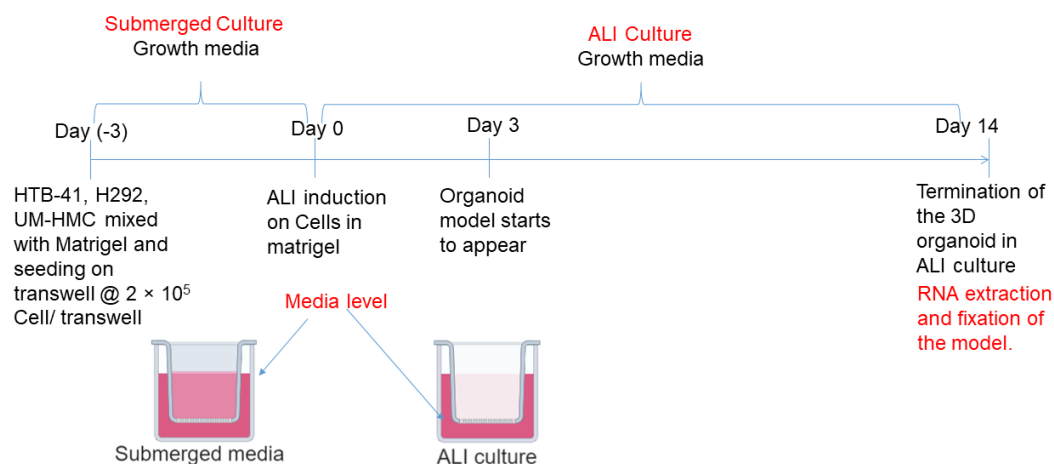 Submerged Culture
Growth media
ALI Culture
Growth media
Day (-3)
Day 0
Day 3
Day 14
HTB-41, H292,
UM-HMC mixed
with Matrigel and
seeding on
transwell @ 2 × 10⁵
Cell/ transwell
ALI induction
on Cells in
matrigel
Organoid
model starts
to appear
Termination of
the 3D
organoid in
ALI culture
RNA extraction
and fixation of
the model.
Media level
Submerged media
ALI culture